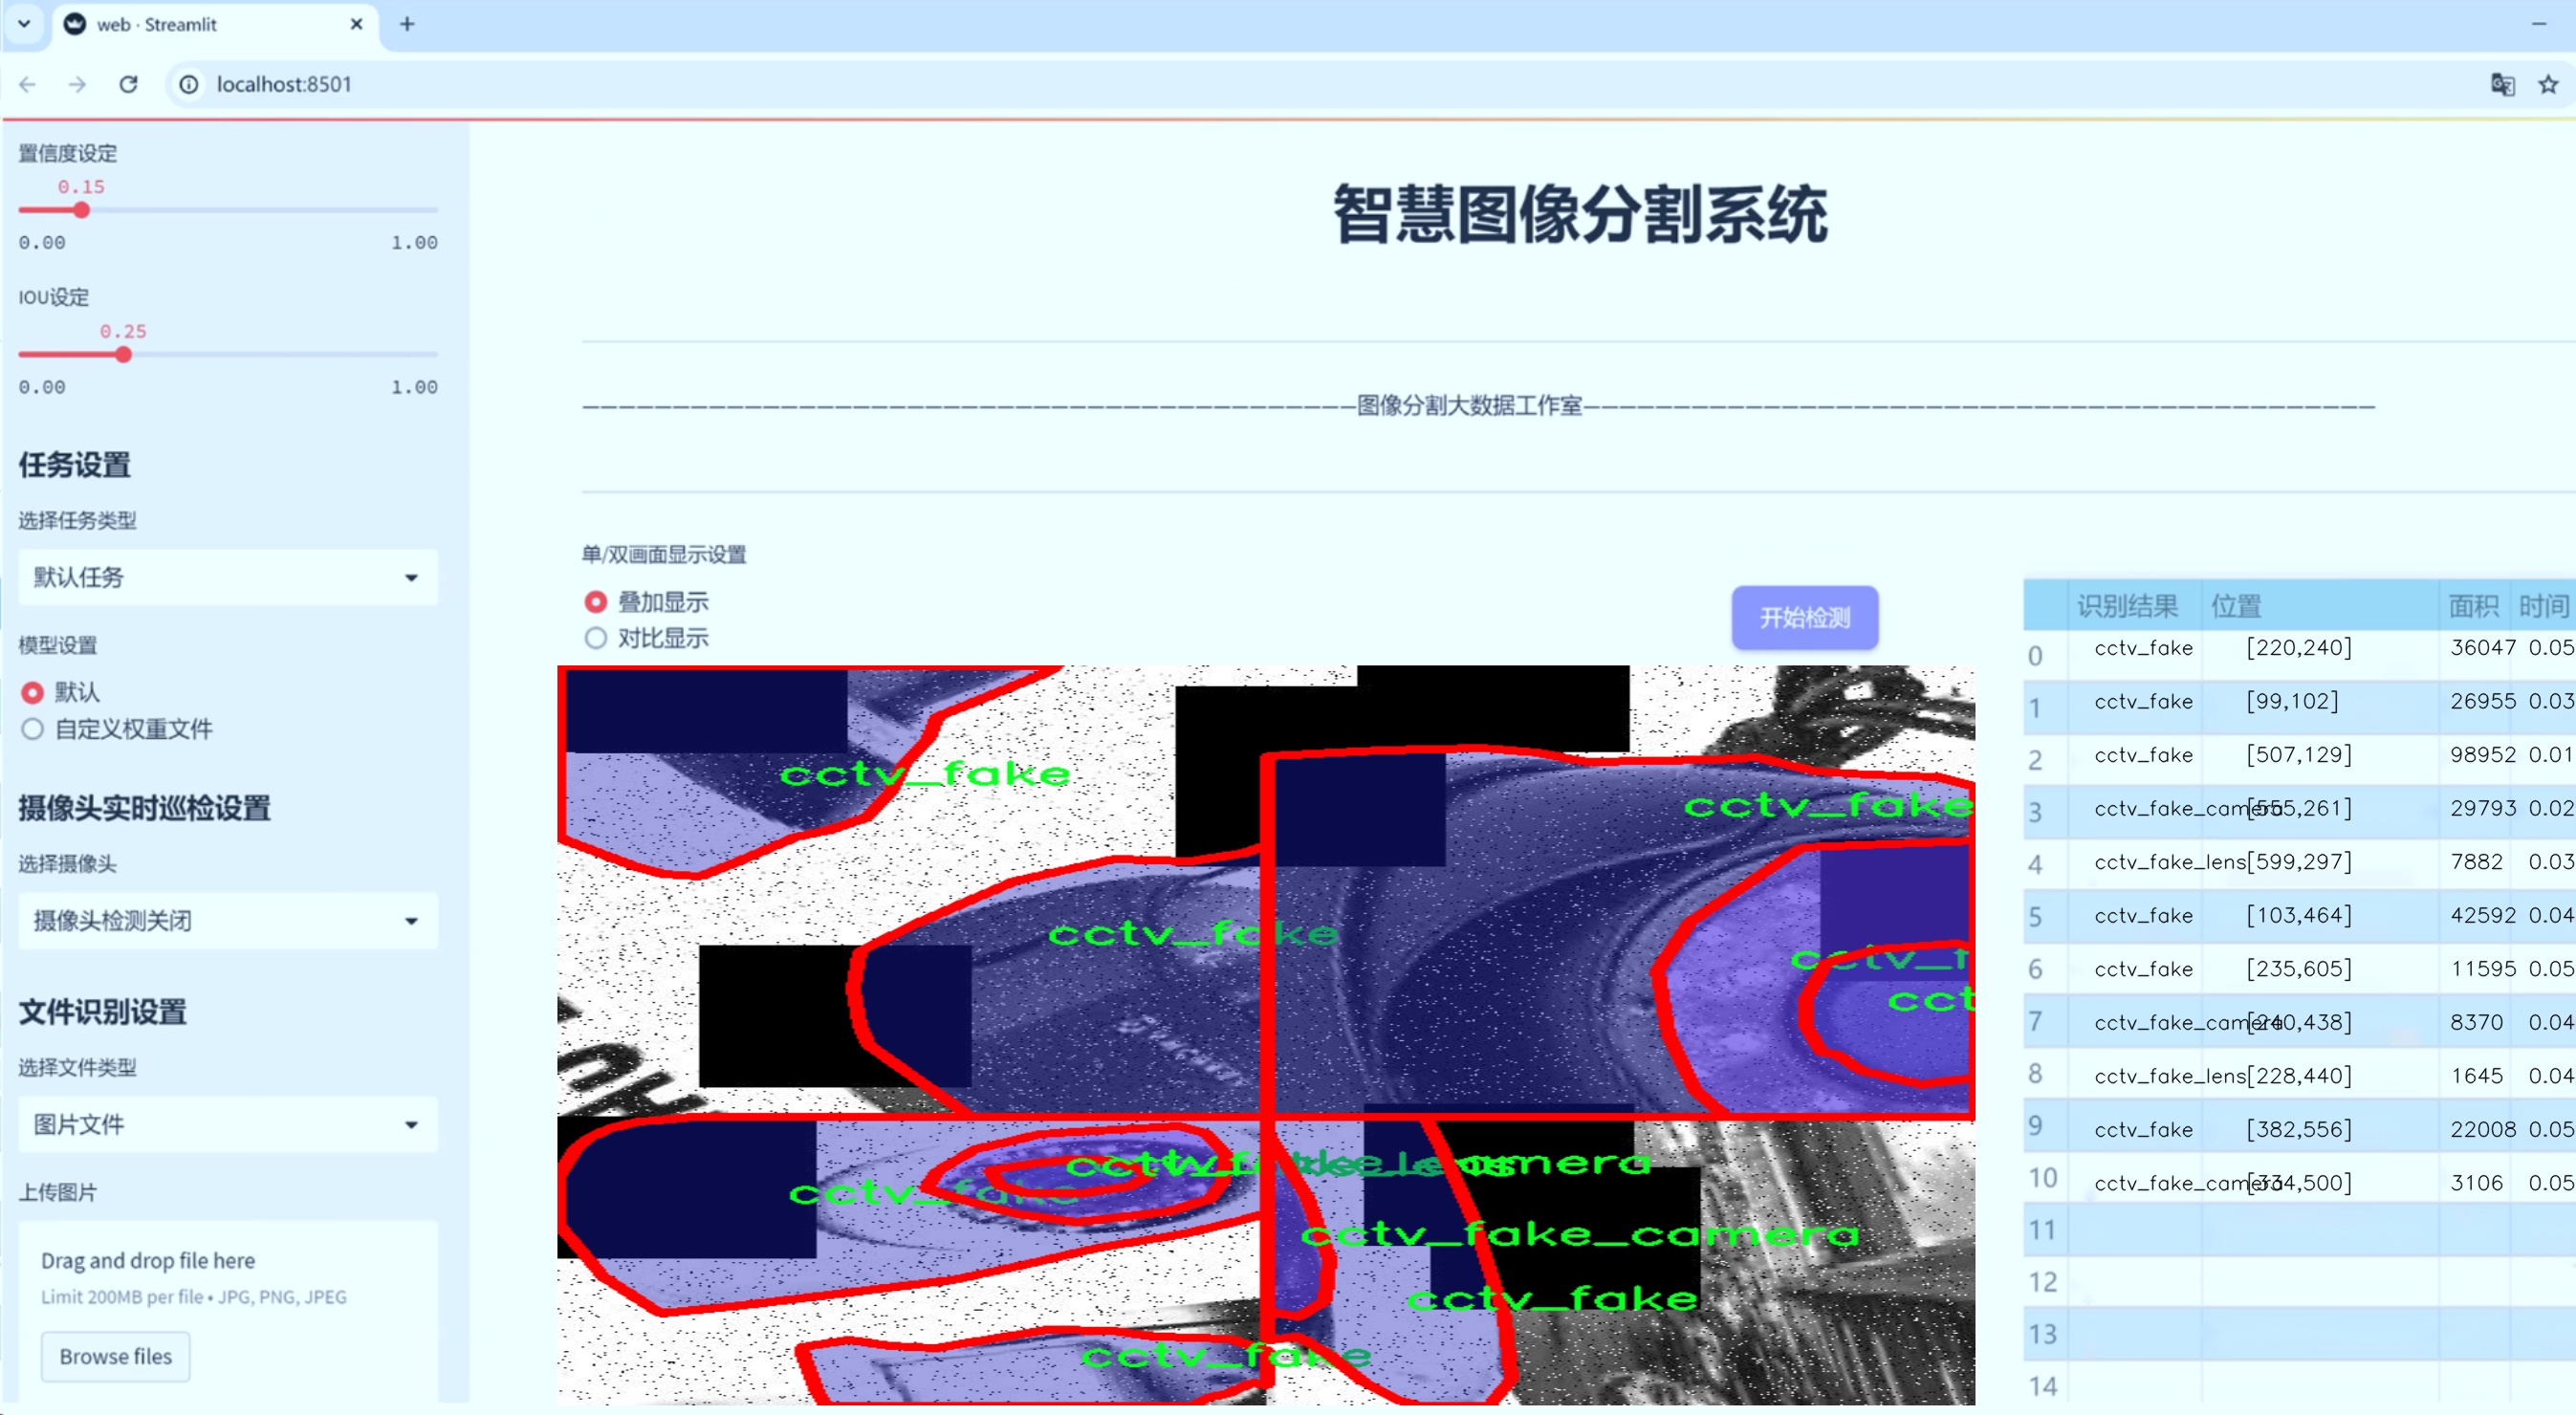 web · Streamlit
localhost:8501
置信度设定
0.15
0.00 1.00
IOU设定
0.25
0.00 1.00
任务设置
选择任务类型
默认任务
模型设置
默认
自定义权重文件
摄像头实时巡检设置
选择摄像头
摄像头检测关闭
文件识别设置
选择文件类型
图片文件
上传图片
Drag and drop file here
Limit 200MB per file • JPG, PNG, JPEG
Browse files
智慧图像分割系统
图像分割大数据工作室
单/双画面显示设置
叠加显示
对比显示
开始检测
cctv_fake
cctv_fake
cctv_fake
cctv_f
cct
cctv_fake
cctv_fake_camera
cctv_fake
cctv_fake
识别结果 位置 面积 时间
0 cctv_fake [220,240] 36047 0.05
1 cctv_fake [99,102] 26955 0.03
2 cctv_fake [507,129] 98952 0.01
3 cctv_fake_camera [555,261] 29793 0.02
4 cctv_fake_lens [599,297] 7882 0.03
5 cctv_fake [103,464] 42592 0.04
6 cctv_fake [235,605] 11595 0.05
7 cctv_fake_camera [240,438] 8370 0.04
8 cctv_fake_lens [228,440] 1645 0.04
9 cctv_fake [382,556] 22008 0.05
10 cctv_fake_camera [334,500] 3106 0.05
11
12
13
14